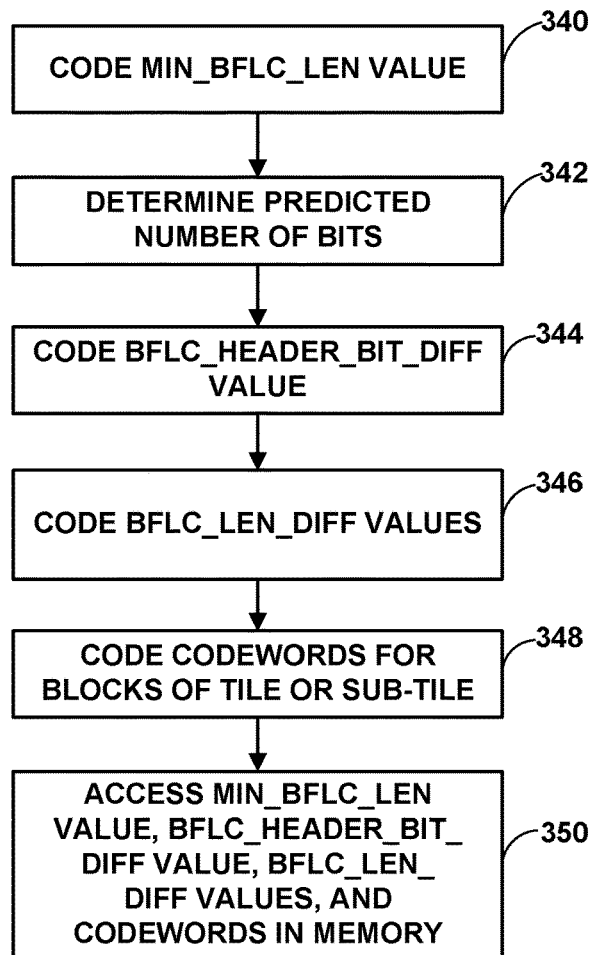 340
CODE MIN_BFLC_LEN VALUE
342
DETERMINE PREDICTED
NUMBER OF BITS
344
CODE BFLC_HEADER_BIT_DIFF
VALUE
346
CODE BFLC_LEN_DIFF VALUES
348
CODE CODEWORDS FOR
BLOCKS OF TILE OR SUB-TILE
350
ACCESS MIN_BFLC_LEN
VALUE, BFLC_HEADER_BIT_
DIFF VALUE, BFLC_LEN_
DIFF VALUES, AND
CODEWORDS IN MEMORY